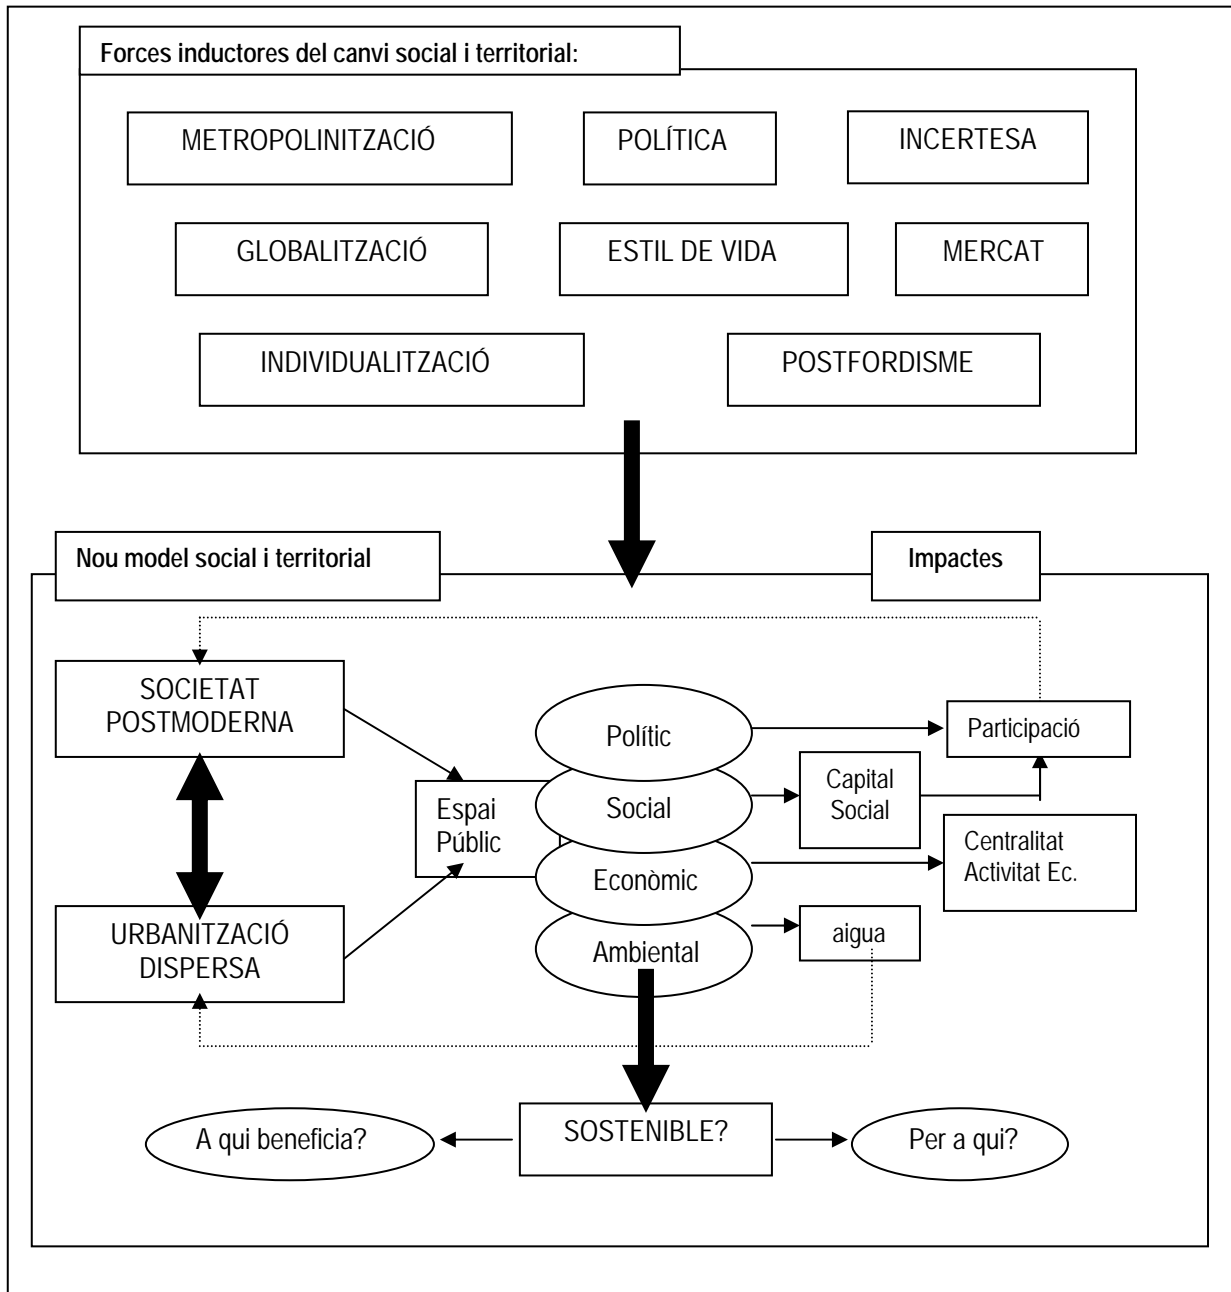 Forces inductores del canvi social i territorial:
METROPOLINITZACIÓ
POLÍTICA
INCERTESA
GLOBALITZACIÓ
ESTIL DE VIDA
MERCAT
INDIVIDUALITZACIÓ
POSTFORDISME
Nou model social i territorial
Impactes
SOCIETAT
POSTMODERNA
Espai
Públic
URBANITZACIÓ
DISPERSA
Polític
Social
Econòmic
Ambiental
Participació
Capital
Social
Centralitat
Activitat Ec.
aigua
A qui beneficia?
SOSTENIBLE?
Per a qui?